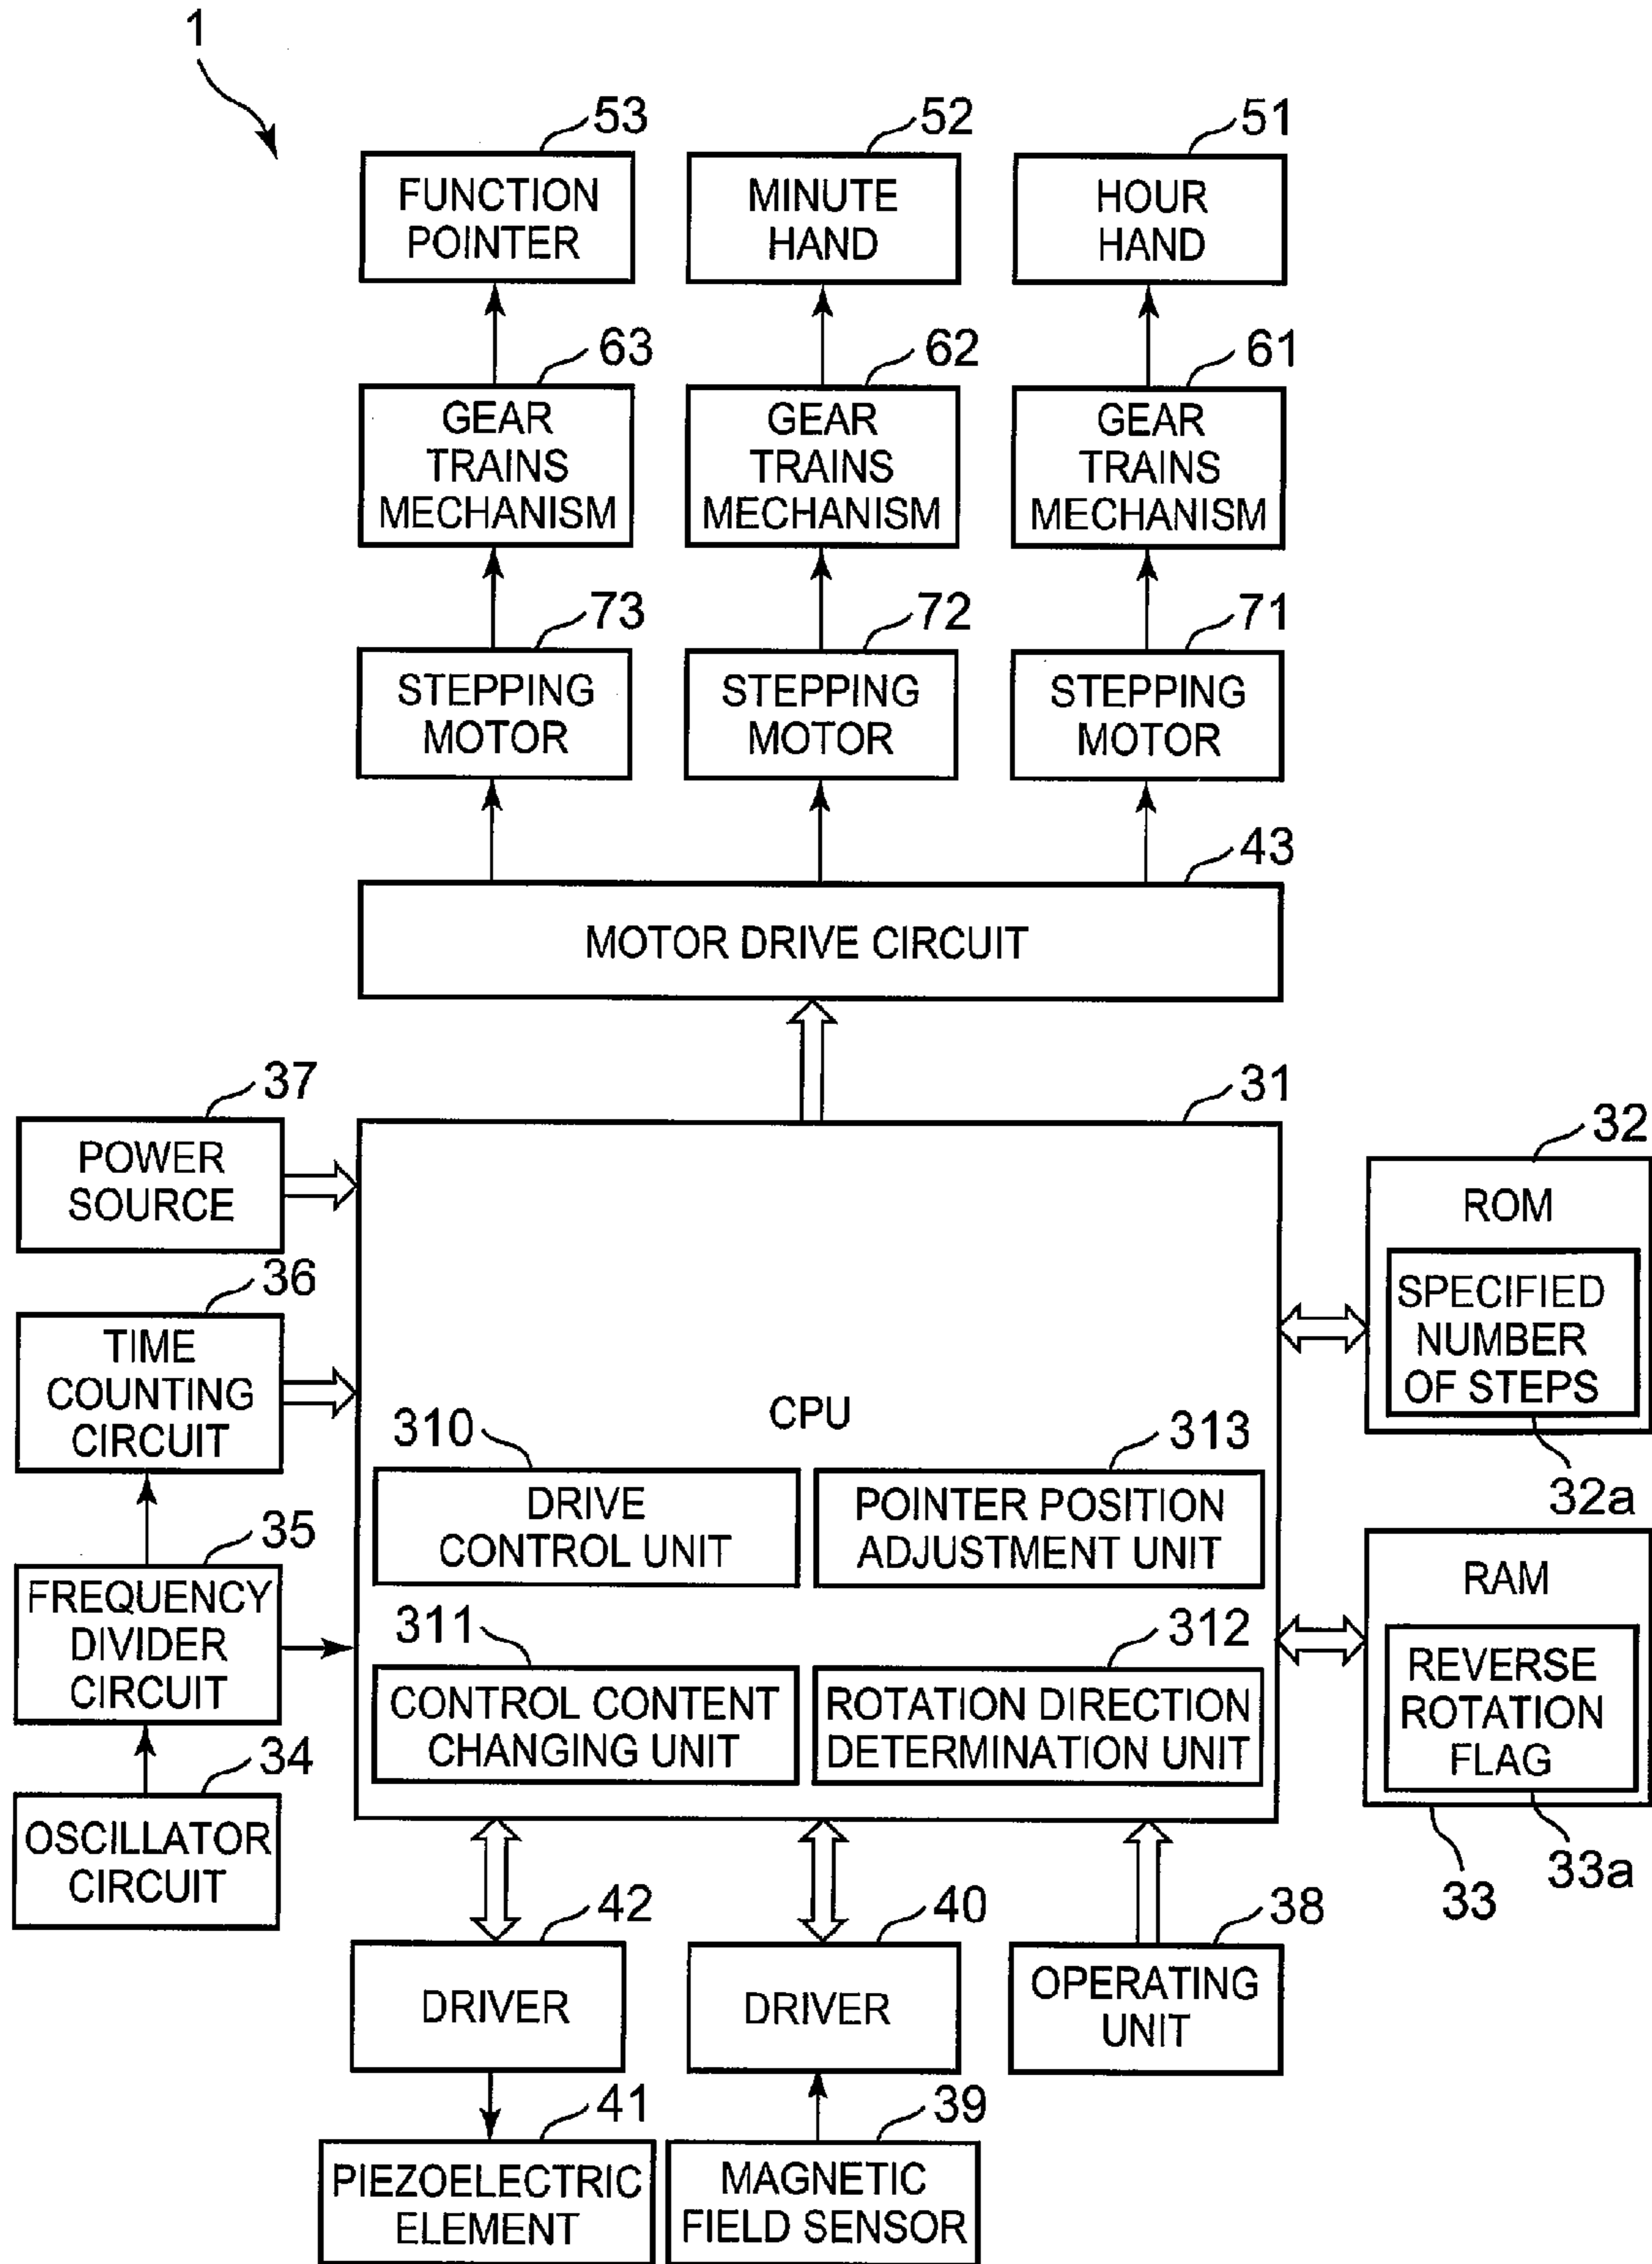 1
53
52
51
FUNCTION
POINTER
MINUTE
HAND
HOUR
HAND
63
62
61
GEAR
TRAINS
MECHANISM
GEAR
TRAINS
MECHANISM
GEAR
TRAINS
MECHANISM
73
72
71
STEPPING
MOTOR
STEPPING
MOTOR
STEPPING
MOTOR
43
MOTOR DRIVE CIRCUIT
37
POWER
SOURCE
36
TIME
COUNTING
CIRCUIT
35
FREQUENCY
DIVIDER
CIRCUIT
34
OSCILLATOR
CIRCUIT
31
CPU
310
DRIVE
CONTROL UNIT
313
POINTER POSITION
ADJUSTMENT UNIT
311
CONTROL CONTENT
CHANGING UNIT
312
ROTATION DIRECTION
DETERMINATION UNIT
32
ROM
SPECIFIED
NUMBER
OF STEPS
32a
RAM
REVERSE
ROTATION
FLAG
33a
33
42
DRIVER
40
DRIVER
38
OPERATING
UNIT
41
PIEZOELECTRIC
ELEMENT
39
MAGNETIC
FIELD SENSOR